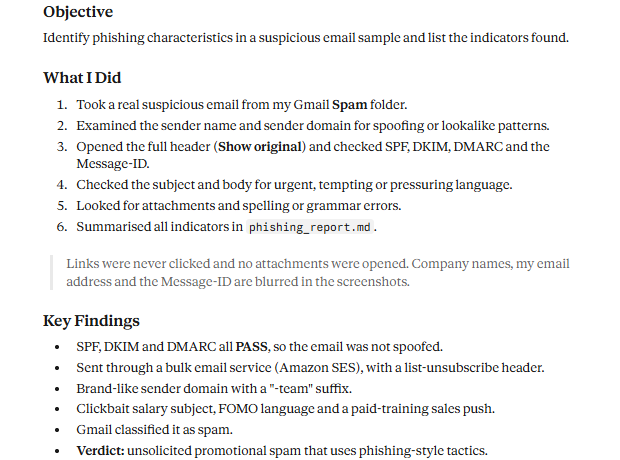 Objective
Identify phishing characteristics in a suspicious email sample and list the indicators found.
What I Did
1. Took a real suspicious email from my Gmail Spam folder.
2. Examined the sender name and sender domain for spoofing or lookalike patterns.
3. Opened the full header (Show original) and checked SPF, DKIM, DMARC and the
Message-ID.
4. Checked the subject and body for urgent, tempting or pressuring language.
5. Looked for attachments and spelling or grammar errors.
6. Summarised all indicators in phishing_report.md.
Links were never clicked and no attachments were opened. Company names, my email
address and the Message-ID are blurred in the screenshots.
Key Findings
• SPF, DKIM and DMARC all PASS, so the email was not spoofed.
• Sent through a bulk email service (Amazon SES), with a list-unsubscribe header.
• Brand-like sender domain with a "-team" suffix.
• Clickbait salary subject, FOMO language and a paid-training sales push.
• Gmail classified it as spam.
• Verdict: unsolicited promotional spam that uses phishing-style tactics.